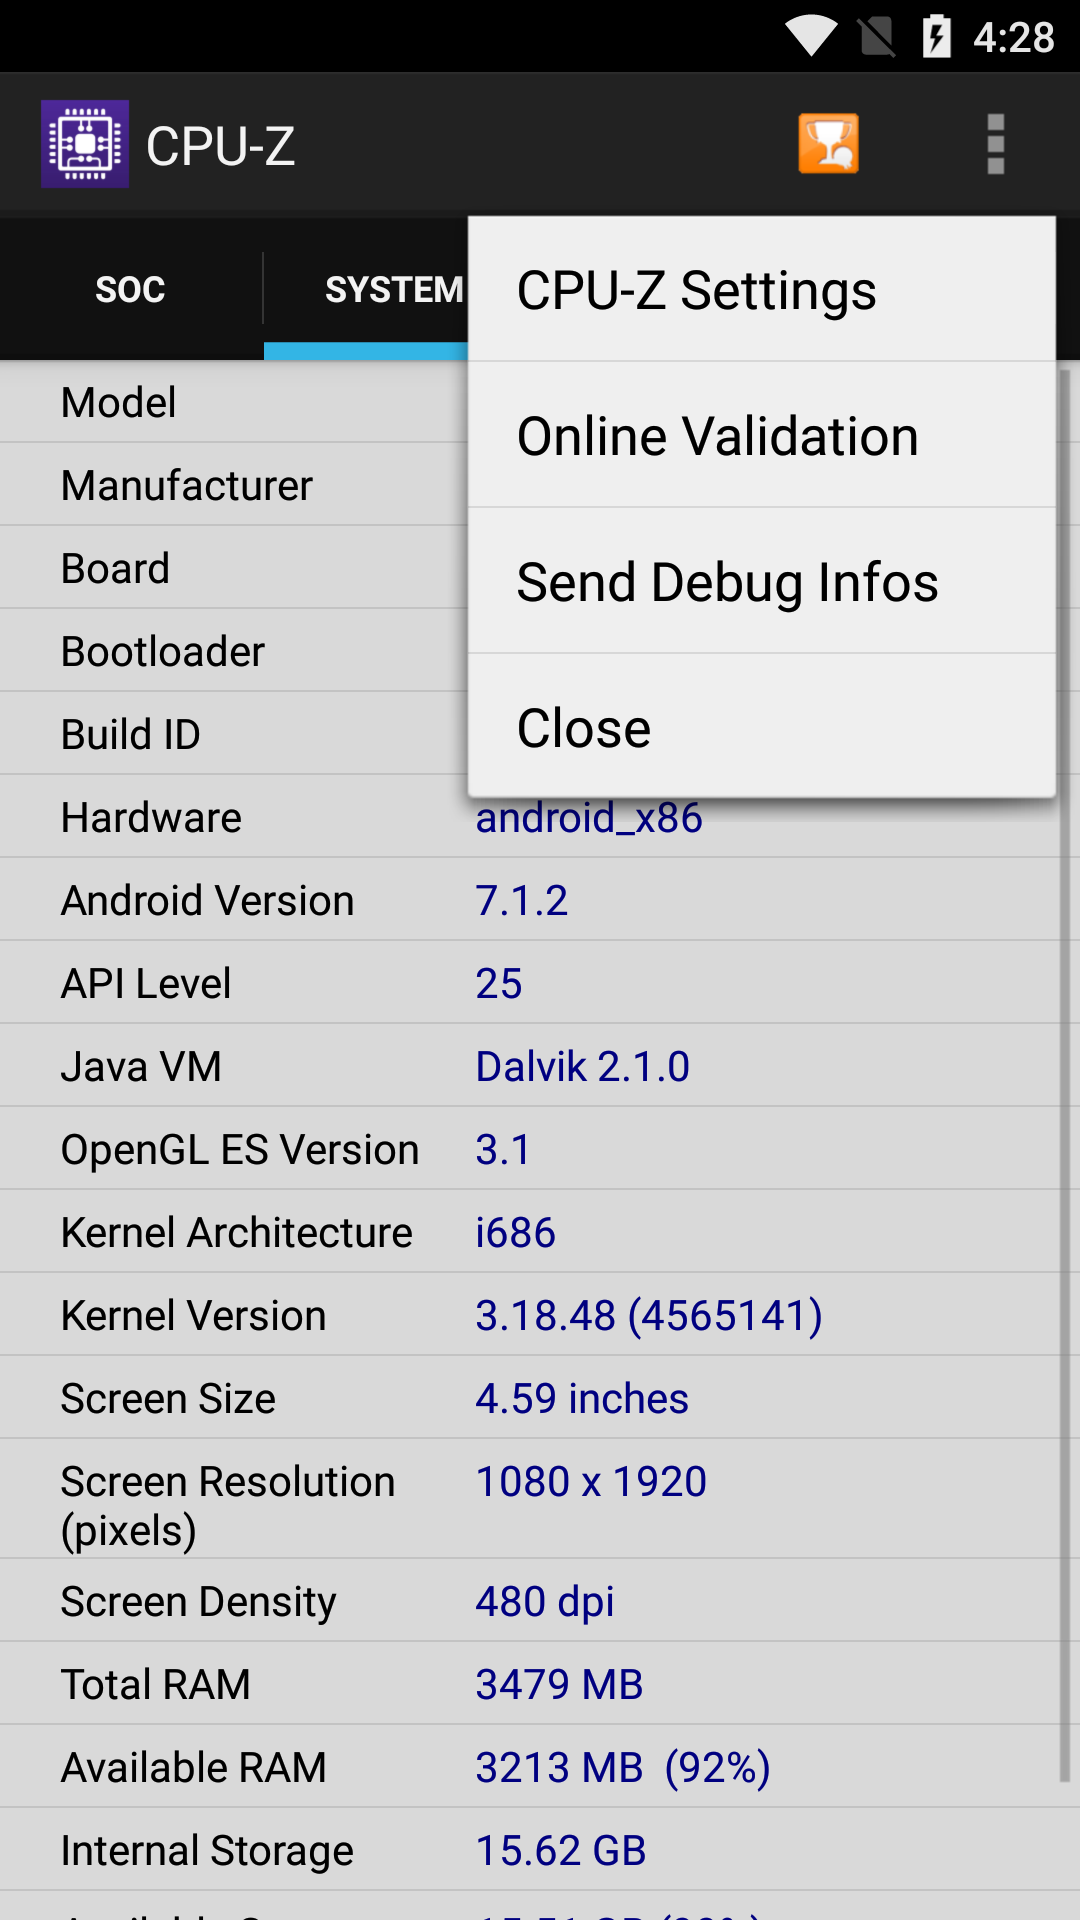 4:28
CPU-Z
SOC
SYSTEM
CPU-Z Settings
Online Validation
Send Debug Infos
Close
Model
Manufacturer
Board
Bootloader
Build ID
Hardware android_x86
Android Version 7.1.2
API Level 25
Java VM Dalvik 2.1.0
OpenGL ES Version 3.1
Kernel Architecture i686
Kernel Version 3.18.48 (4565141)
Screen Size 4.59 inches
Screen Resolution 1080 x 1920
(pixels)
Screen Density 480 dpi
Total RAM 3479 MB
Available RAM 3213 MB (92%)
Internal Storage 15.62 GB